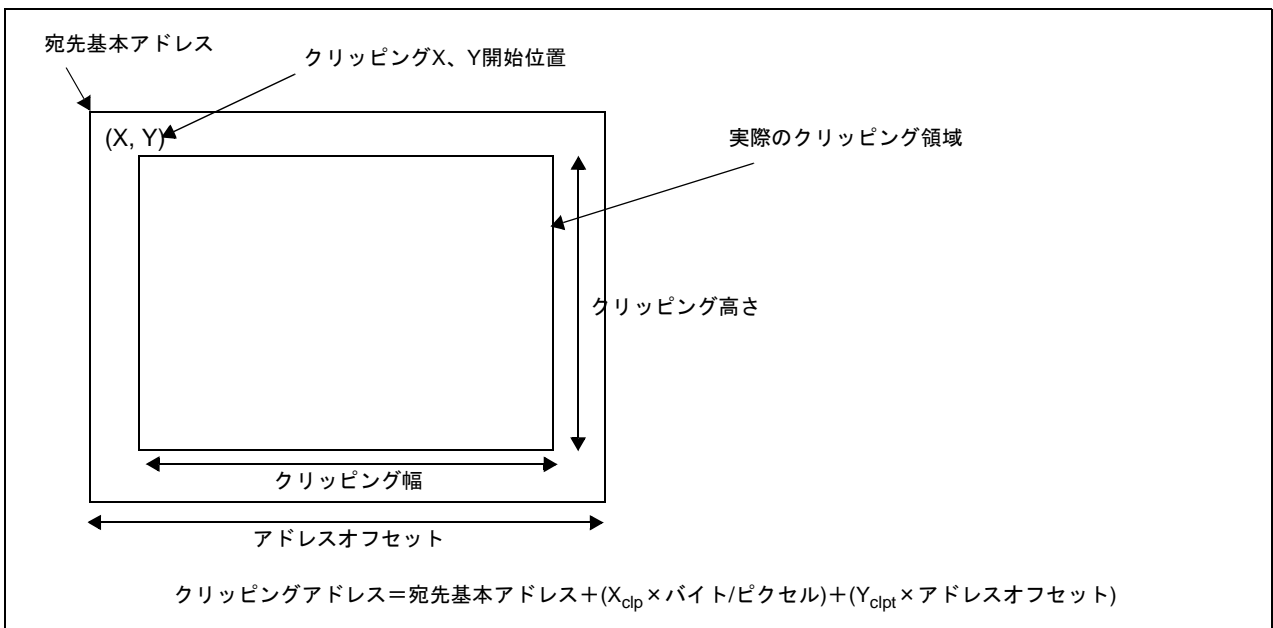 宛先基本アドレス
クリッピングX、Y開始位置
(X, Y)
実際のクリッピング領域
クリッピング高さ
クリッピング幅
アドレスオフセット
クリッピングアドレス＝宛先基本アドレス＋(Xclp×バイト/ピクセル)＋(Yclpt×アドレスオフセット)